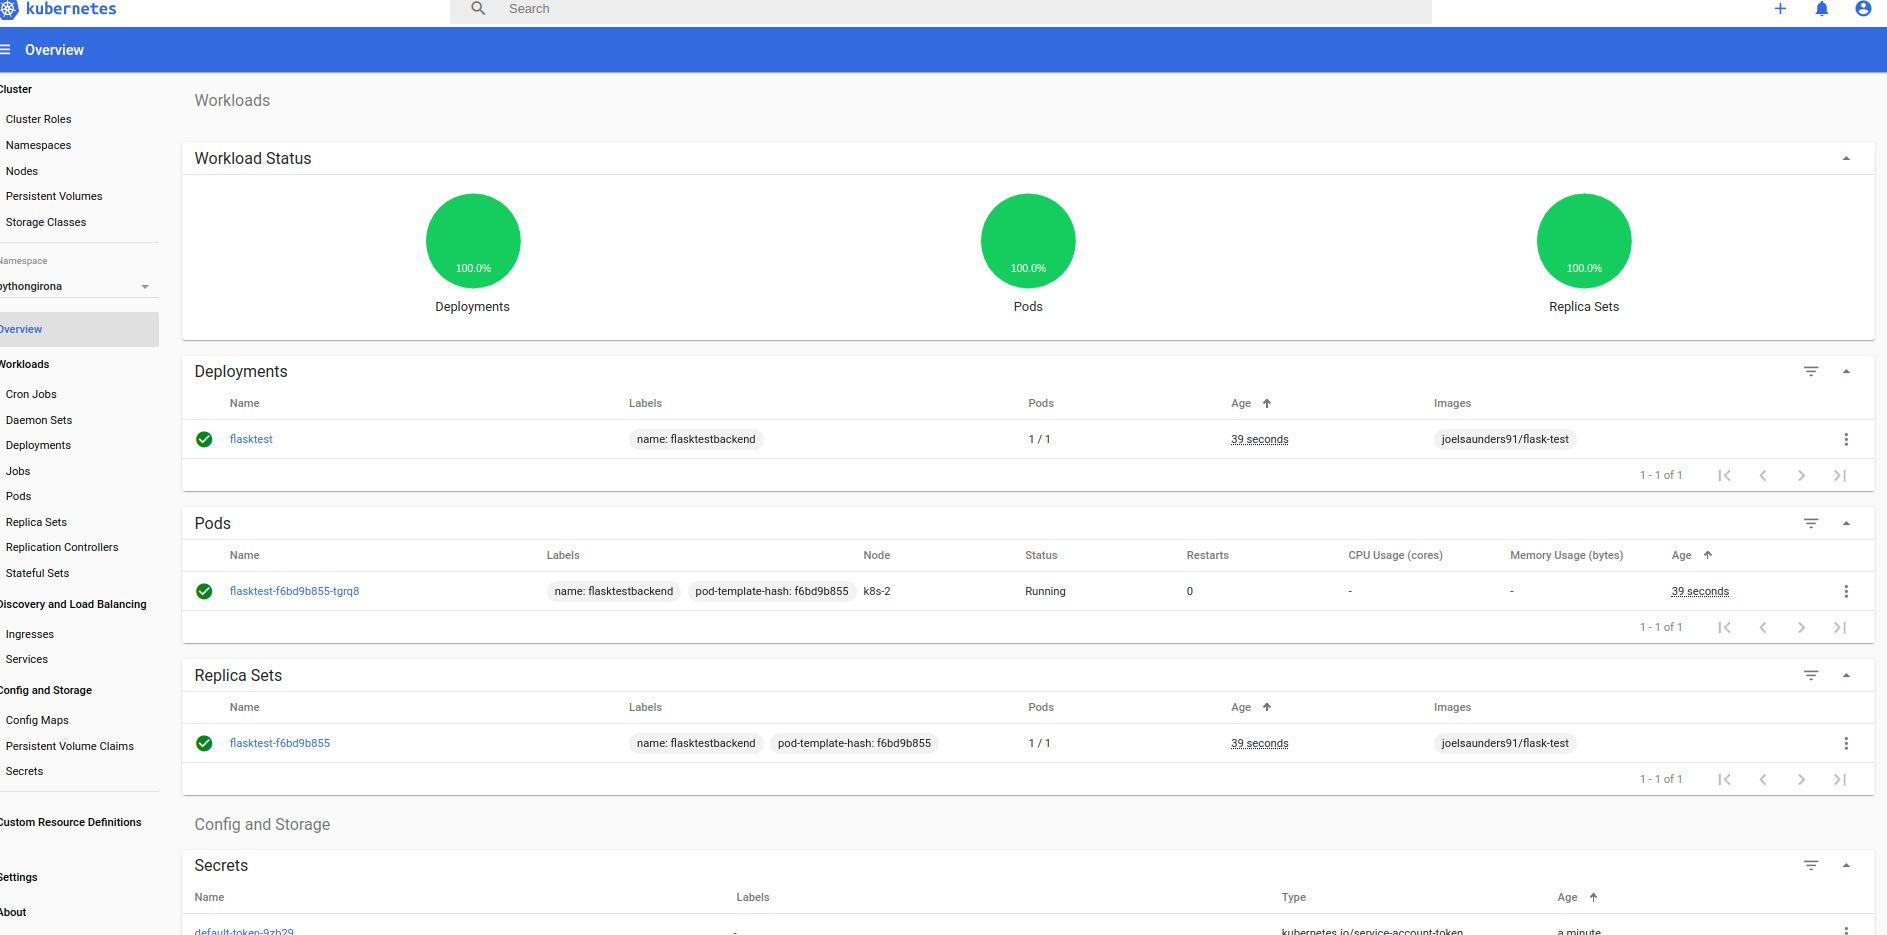 kubernetes
Search
Overview
Cluster
Cluster Roles
Namespaces
Nodes
Persistent Volumes
Storage Classes
Namespace
pythongirona
Overview
Workloads
Cron Jobs
Daemon Sets
Deployments
Jobs
Pods
Replica Sets
Replication Controllers
Stateful Sets
Discovery and Load Balancing
Ingresses
Services
Config and Storage
Config Maps
Persistent Volume Claims
Secrets
Custom Resource Definitions
Settings
About
Workloads
Workload Status
100.0% 100.0% 100.0%
Deployments Pods Replica Sets
Deployments
Name Labels Pods Age Images
flasktest name: flasktestbackend 1 / 1 39 seconds joelsaunders91/flask-test
1 - 1 of 1
Pods
Name Labels Node Status Restarts CPU Usage (cores) Memory Usage (bytes) Age
flasktest-f6bd9b855-tgrq8 name: flasktestbackend pod-template-hash: f6bd9b855 k8s-2 Running 0 - - 39 seconds
1 - 1 of 1
Replica Sets
Name Labels Pods Age Images
flasktest-f6bd9b855 name: flasktestbackend pod-template-hash: f6bd9b855 1 / 1 39 seconds joelsaunders91/flask-test
1 - 1 of 1
Config and Storage
Secrets
Name Labels Type Age
default-token-9zb29 - kubernetes.io/service-account-token a minute